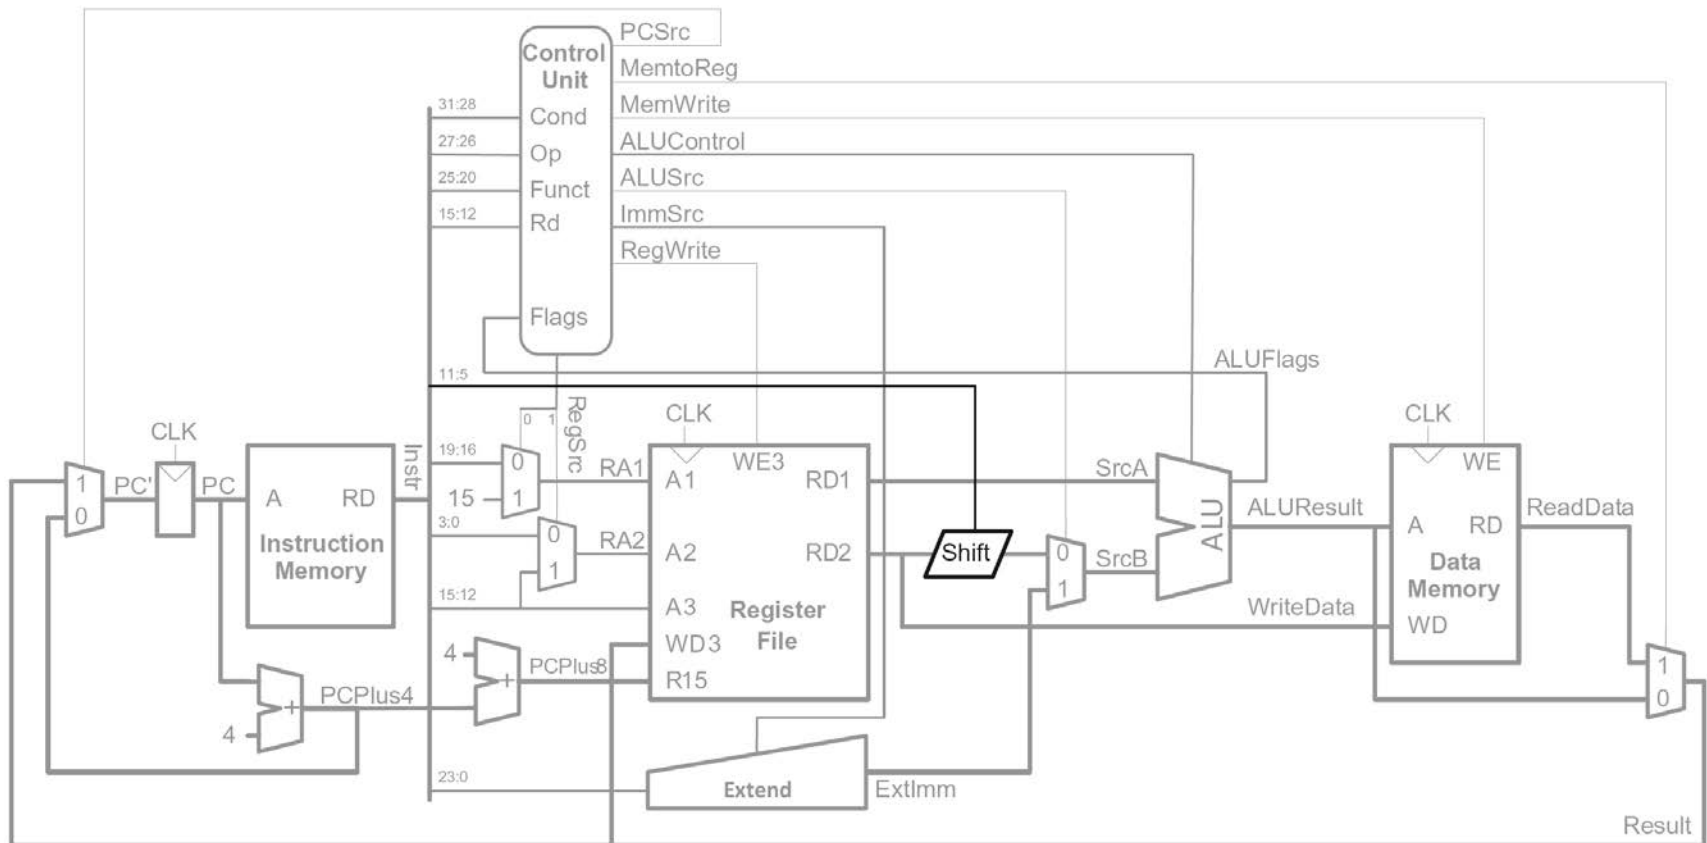 PCSrc
Control
Unit
MemtoReg
MemWrite
31:28
Cond
27:26
Op
ALUControl
25:20
Funct
ALUSrc
15:12
Rd
ImmSrc
RegWrite
Flags
ALUFlags
11:5
RegSrc
0 1
CLK
CLK
CLK
Instr
19:16
0
RA1
A1
WE3
RD1
SrcA
WE
1
0
PC'
PC
A
RD
15
1
ALU
ALUResult
A
RD
ReadData
3:0
0
1
RA2
A2
RD2
Shift
0
1
SrcB
Instruction
Memory
Data
Memory
15:12
A3
Register
File
WriteData
WD
WD3
4
+
PCPlus8
R15
PCPlus4
4
+
1
0
23:0
Extend
ExtImm
Result